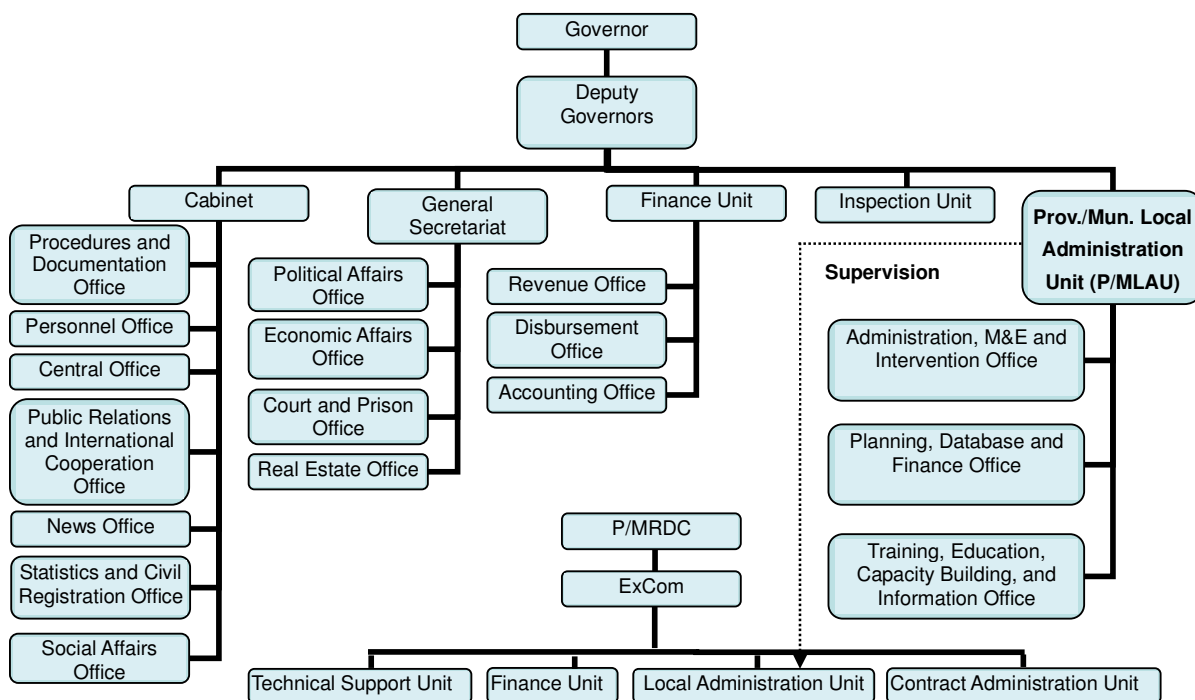 Governor
Deputy
Governors
Cabinet
General
Secretariat
Finance Unit
Inspection Unit
Prov./Mun. Local
Administration
Unit (P/MLAU)
Procedures and
Documentation
Office
Personnel Office
Central Office
Public Relations
and International
Cooperation
Office
News Office
Statistics and Civil
Registration Office
Social Affairs
Office
Political Affairs
Office
Economic Affairs
Office
Court and Prison
Office
Real Estate Office
Revenue Office
Disbursement
Office
Accounting Office
Supervision
Administration, M&E and
Intervention Office
Planning, Database and
Finance Office
Training, Education,
Capacity Building, and
Information Office
P/MRDC
ExCom
Technical Support Unit
Finance Unit
Local Administration Unit
Contract Administration Unit